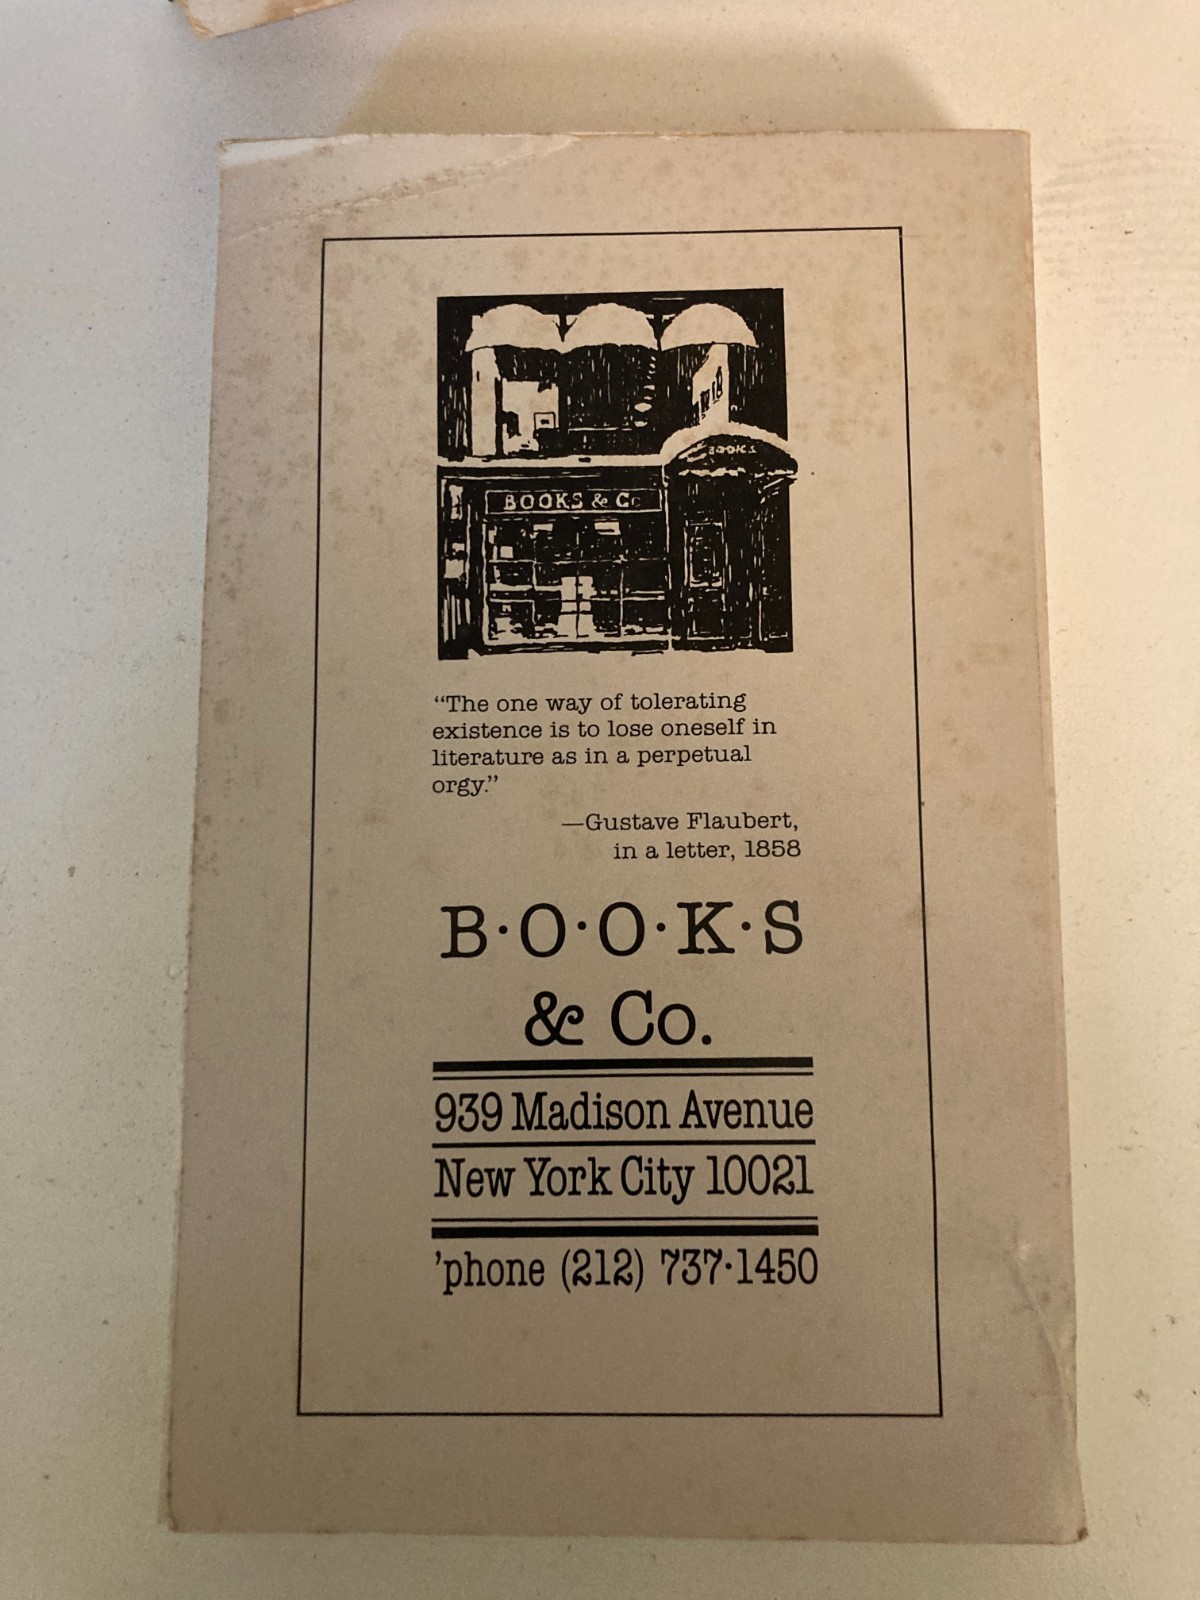 BOOKS & Co
BOOKS
“The one way of tolerating
existence is to lose oneself in
literature as in a perpetual
orgy.”
—Gustave Flaubert,
in a letter, 1858
B·O·O·K·S
& Co.
939 Madison Avenue
New York City 10021
’phone (212) 737·1450